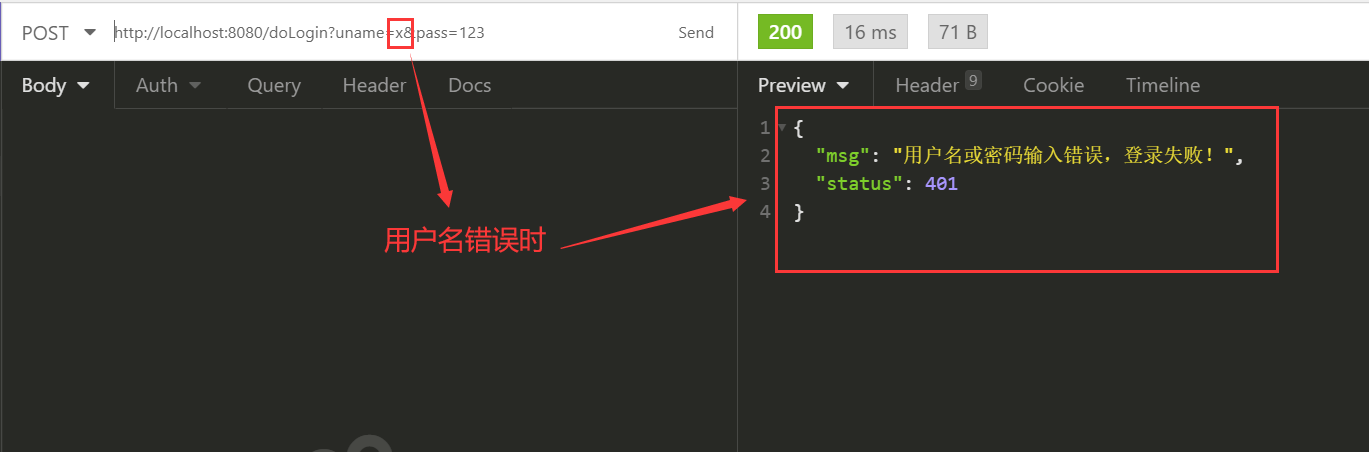 POST http://localhost:8080/doLogin?uname=x&pass=123 Send
200 16 ms 71 B
Body Auth Query Header Docs
Preview Header 9 Cookie Timeline
1 {
2 "msg": "用户名或密码输入错误，登录失败！",
3 "status": 401
4 }
用户名错误时